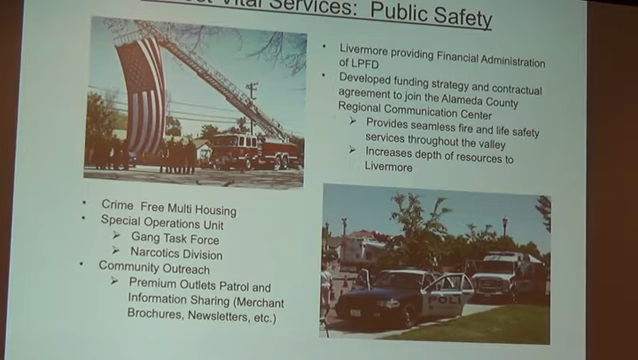 Vital Services: Public Safety
• Livermore providing Financial Administration
of LPFD
• Developed funding strategy and contractual
agreement to join the Alameda County
Regional Communication Center
➢ Provides seamless fire and life safety
services throughout the valley
➢ Increases depth of resources to
Livermore
• Crime Free Multi Housing
• Special Operations Unit
➢ Gang Task Force
➢ Narcotics Division
• Community Outreach
➢ Premium Outlets Patrol and
Information Sharing (Merchant
Brochures, Newsletters, etc.)
POLI